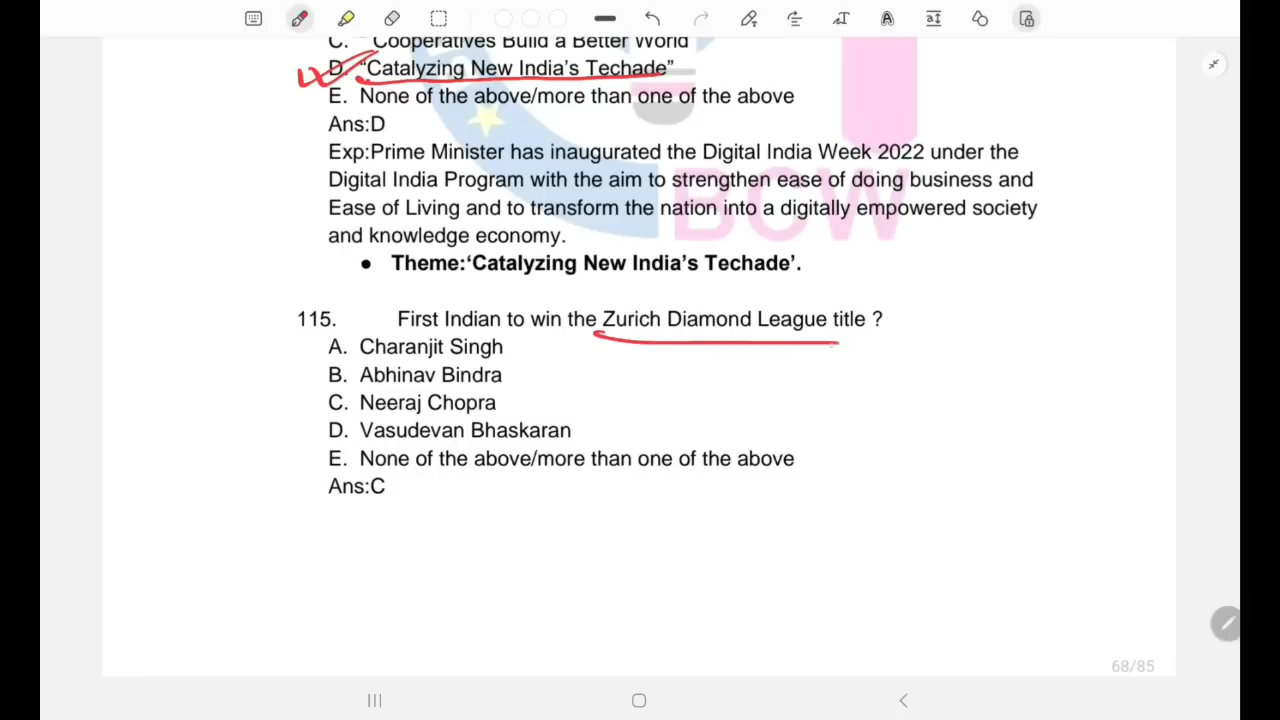 C. "Cooperatives Build a Better World
D. “Catalyzing New India’s Techade”
E. None of the above/more than one of the above
Ans:D
Exp:Prime Minister has inaugurated the Digital India Week 2022 under the
Digital India Program with the aim to strengthen ease of doing business and
Ease of Living and to transform the nation into a digitally empowered society
and knowledge economy.
● Theme:‘Catalyzing New India’s Techade’.
115. First Indian to win the Zurich Diamond League title ?
A. Charanjit Singh
B. Abhinav Bindra
C. Neeraj Chopra
D. Vasudevan Bhaskaran
E. None of the above/more than one of the above
Ans:C
BCW
68/85